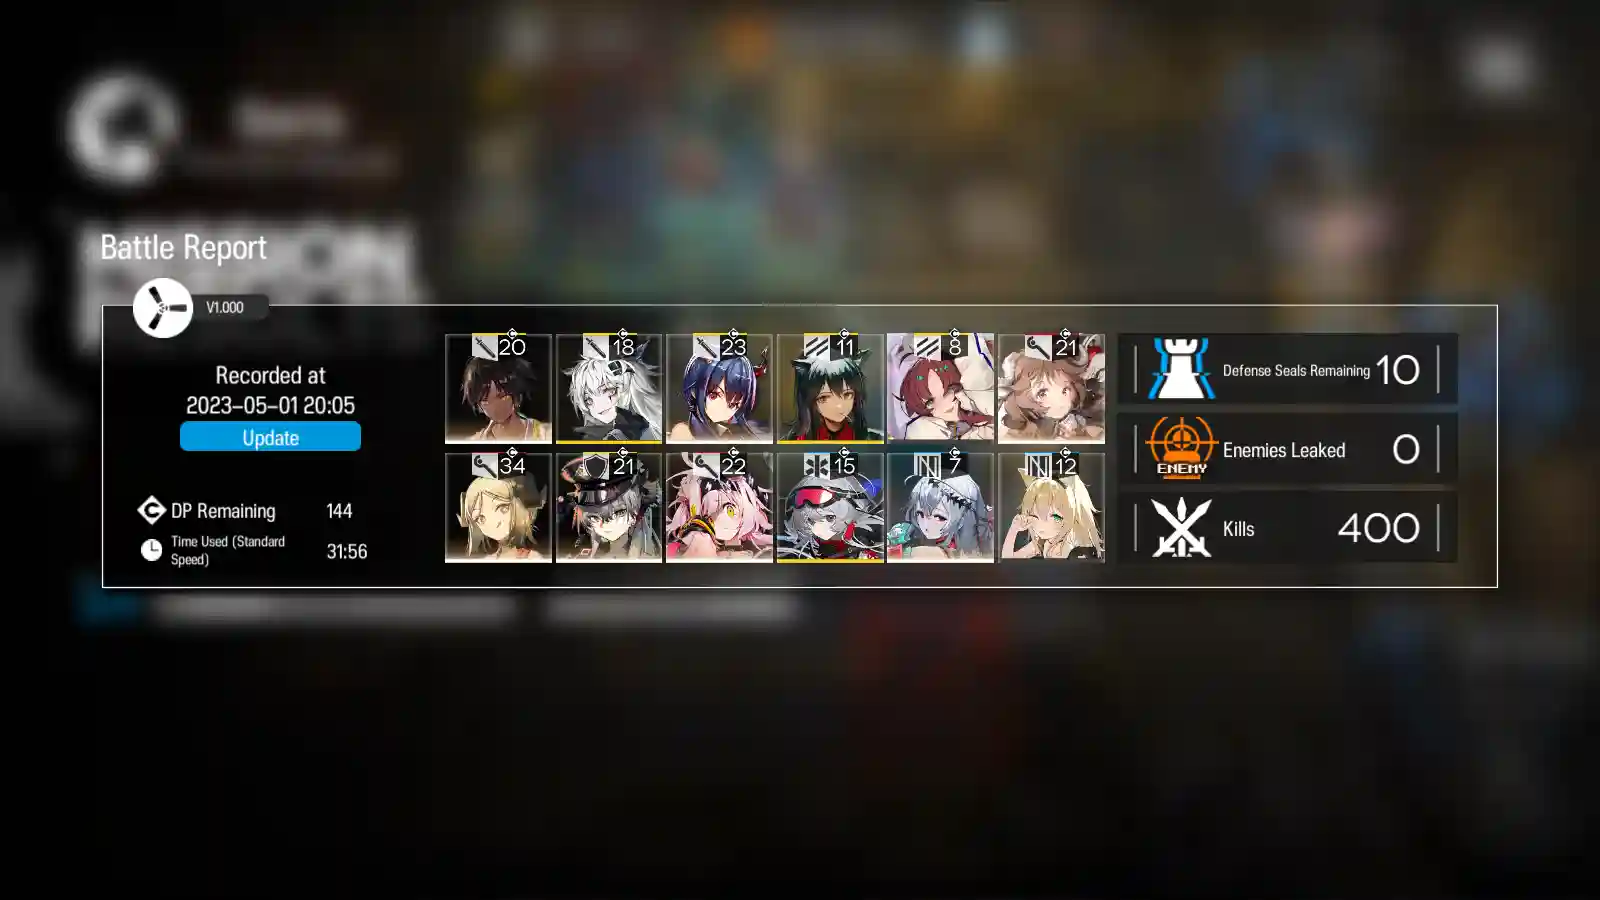 Battle Report
V1.000
Recorded at
2023-05-01 20:05
Update
DP Remaining 144
Time Used (Standard
Speed) 31:56
20 18 23 11 8 21
34 21 22 15 7 12
Defense Seals Remaining 10
ENEMY
Enemies Leaked 0
Kills 400